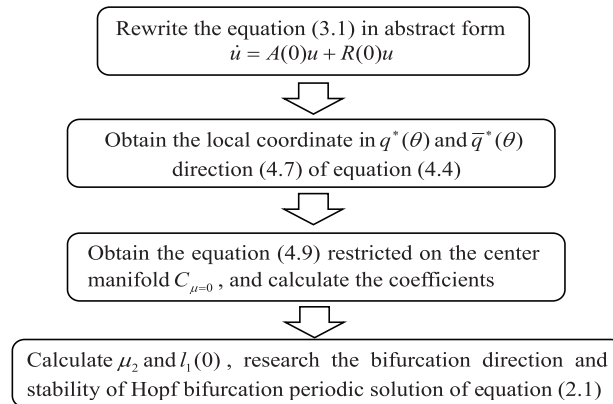 Rewrite the equation (3.1) in abstract form
u̇ = A(0)u + R(0)u
Obtain the local coordinate in q*(θ) and q̄*(θ)
direction (4.7) of equation (4.4)
Obtain the equation (4.9) restricted on the center
manifold C_{μ=0} , and calculate the coefficients
Calculate μ₂ and l₁(0) , research the bifurcation direction and
stability of Hopf bifurcation periodic solution of equation (2.1)